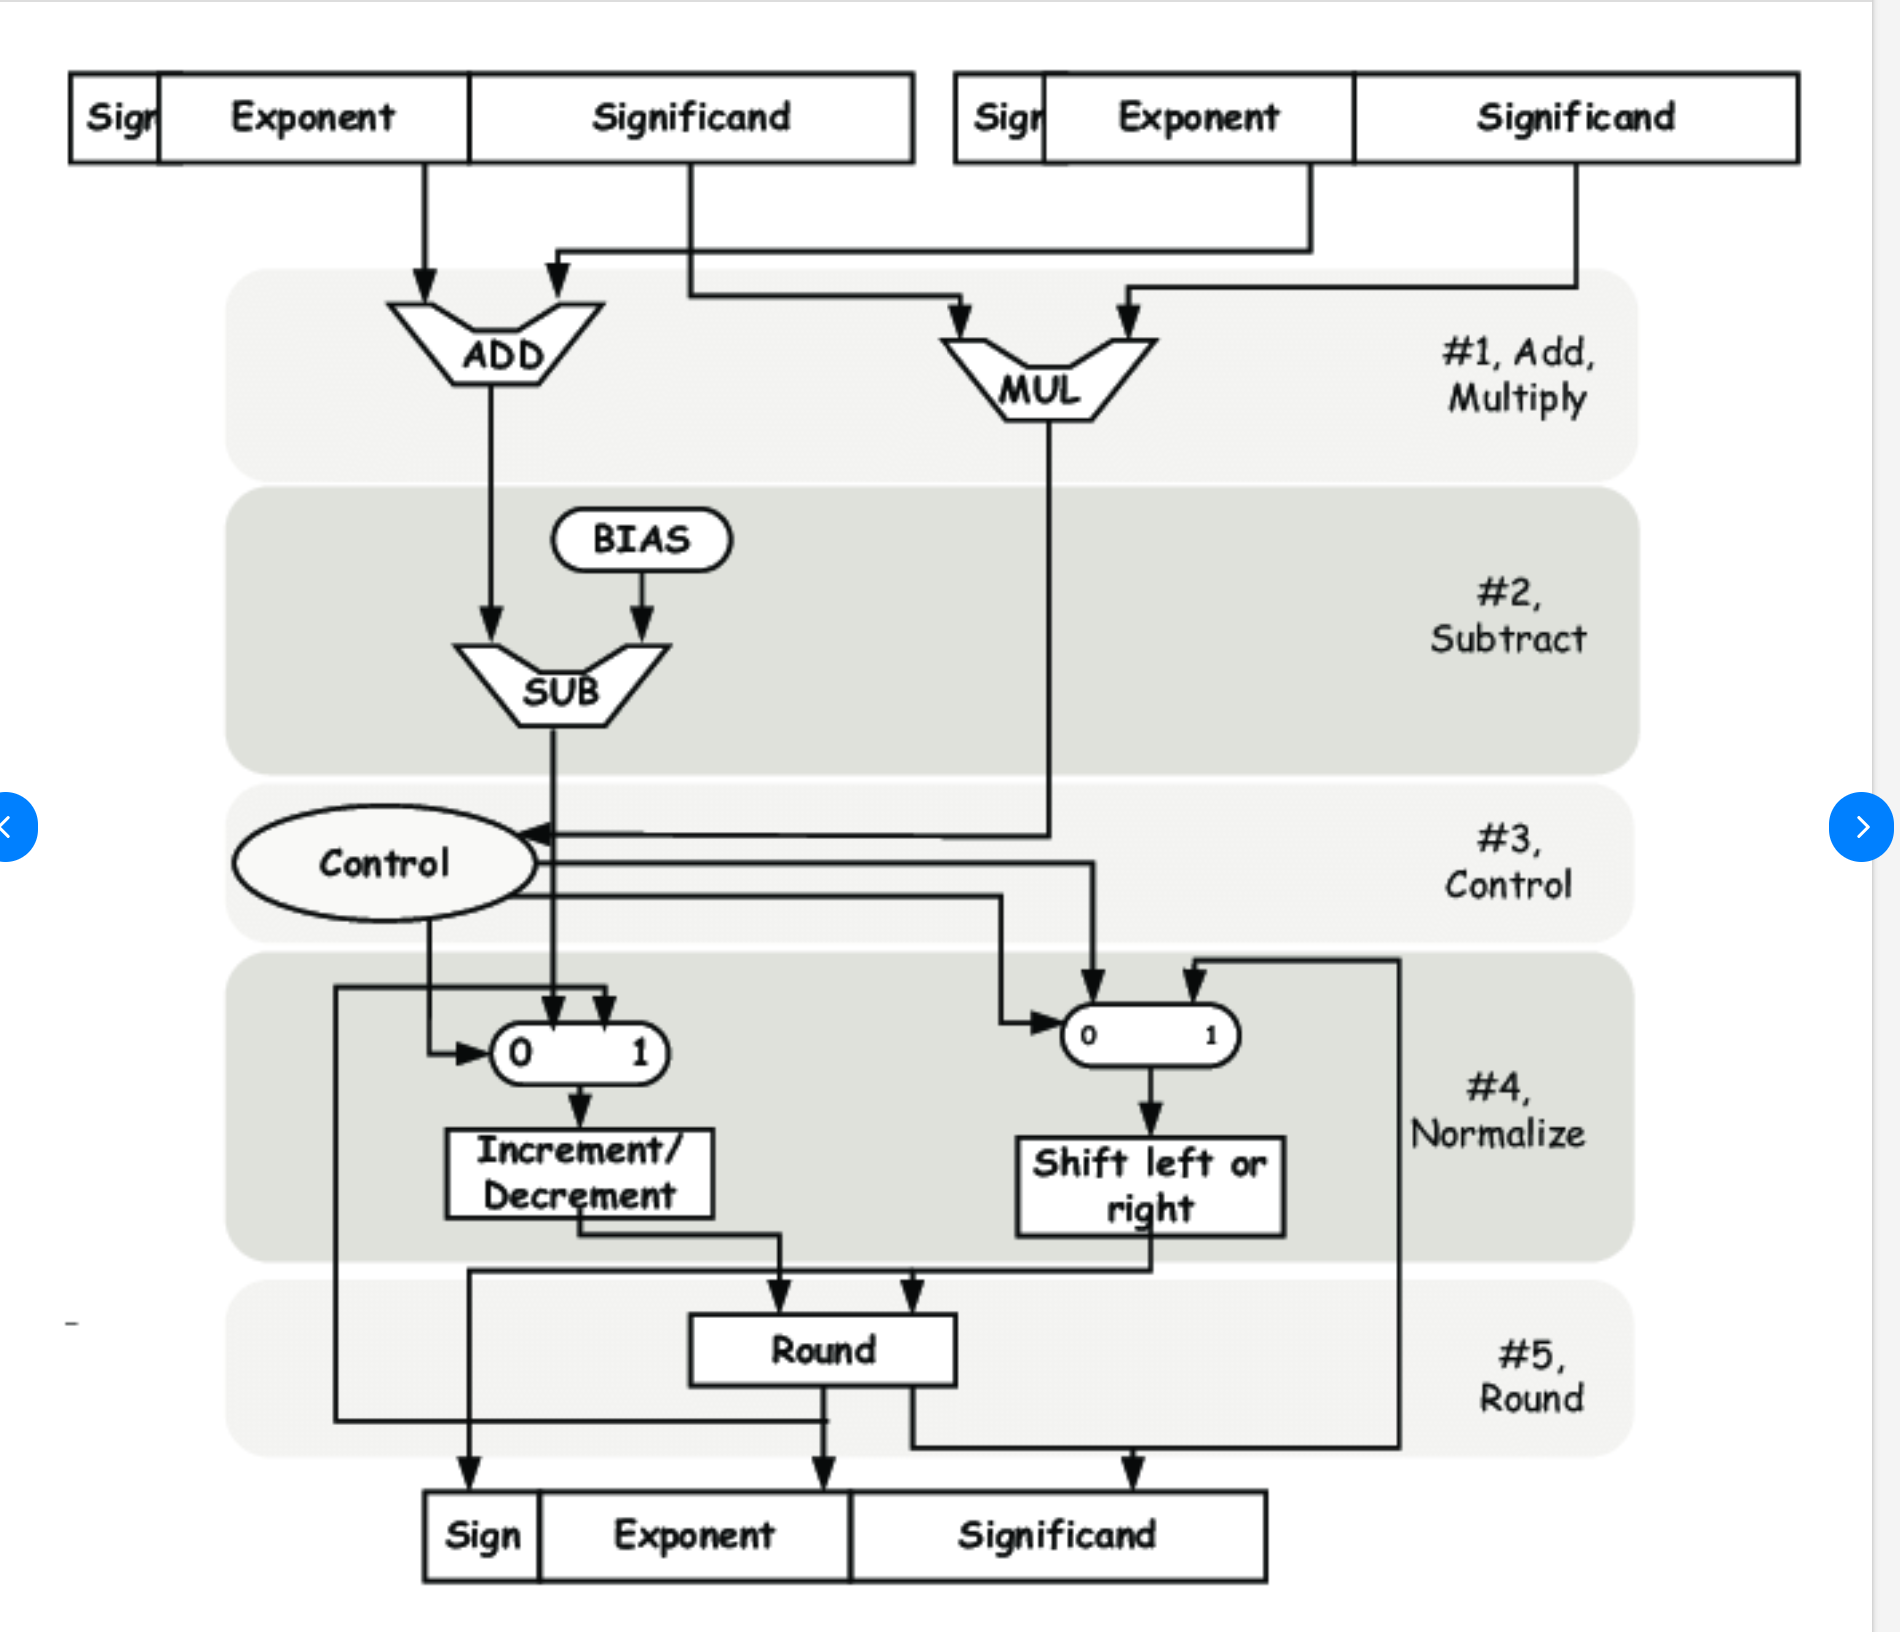 Sign Exponent Significand Sign Exponent Significand
ADD
MUL
#1, Add,
Multiply
BIAS
SUB
#2,
Subtract
Control
#3,
Control
0 1
0 1
Increment/
Decrement
Shift left or
right
#4,
Normalize
Round
#5,
Round
Sign Exponent Significand